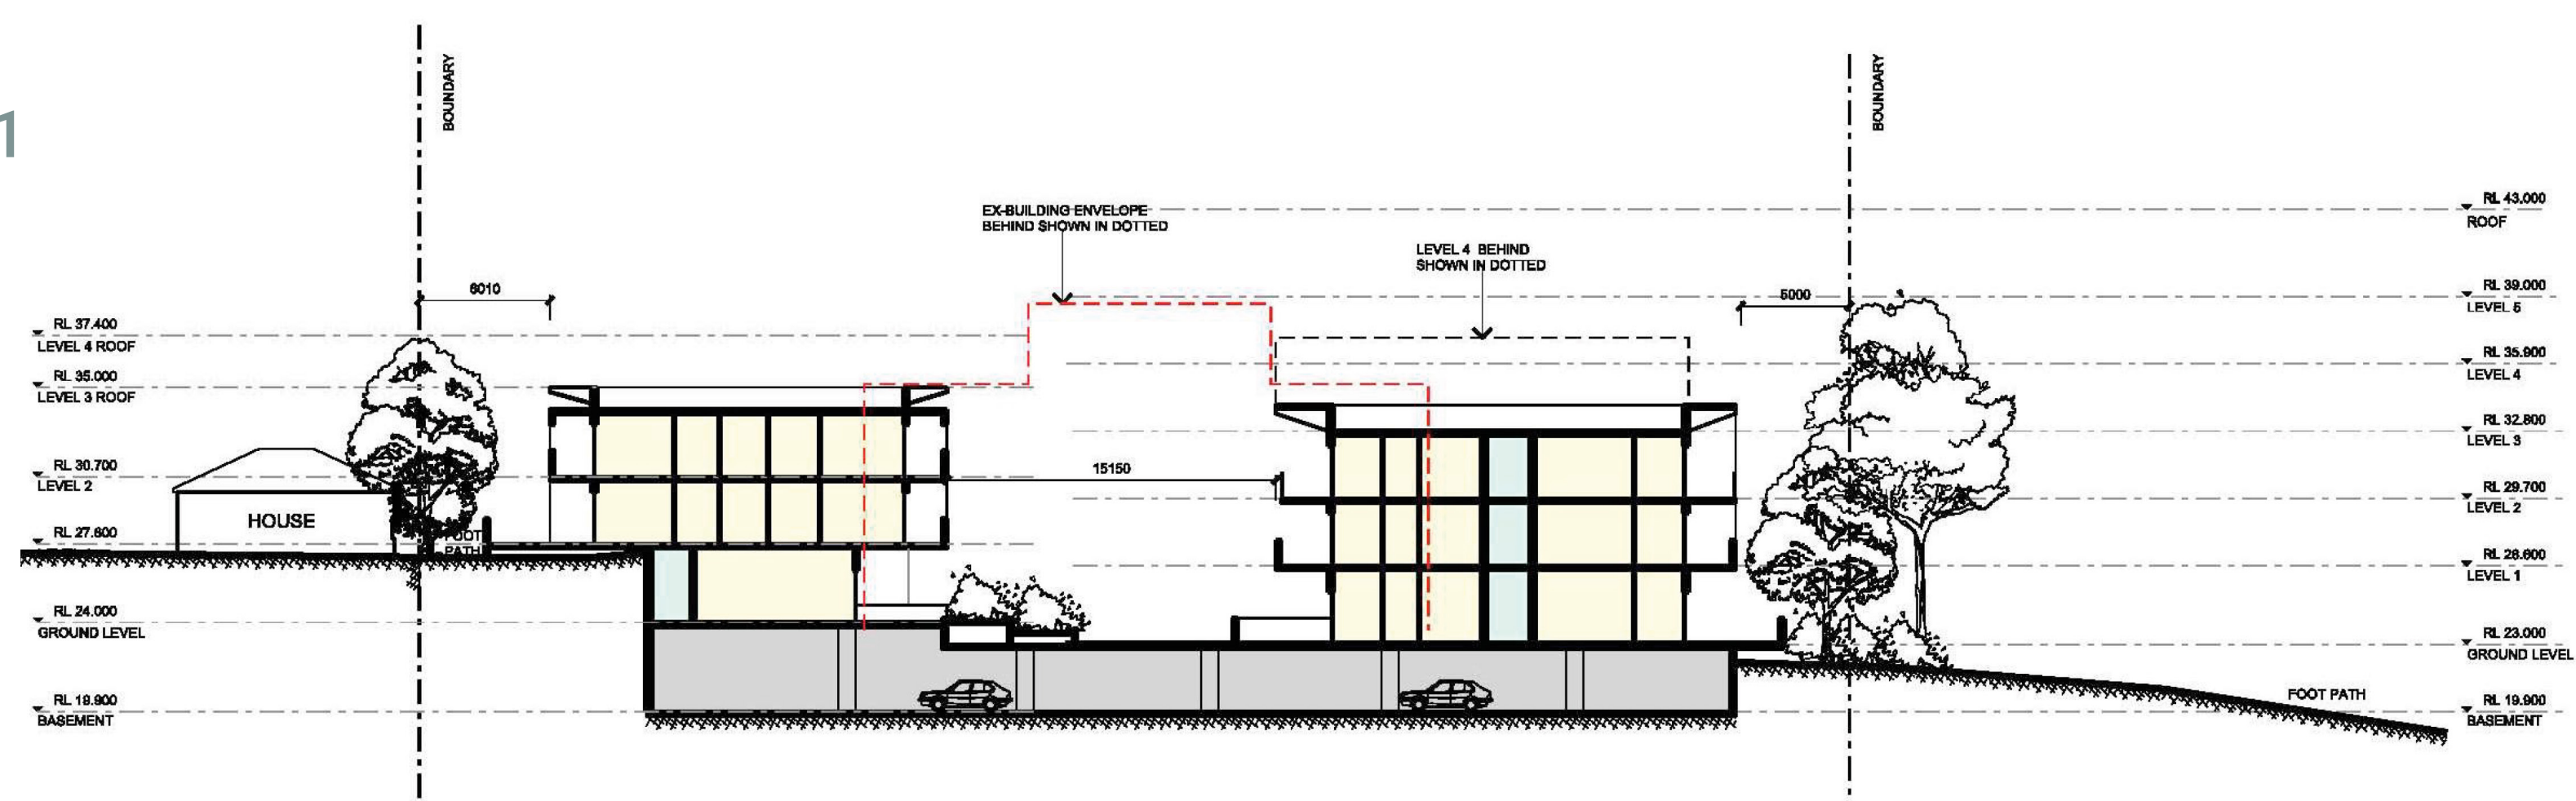 1
BOUNDARY
BOUNDARY
EX-BUILDING ENVELOPE
BEHIND SHOWN IN DOTTED
LEVEL 4 BEHIND
SHOWN IN DOTTED
6010
5000
15150
RL 37.400
LEVEL 4 ROOF
RL 35.000
LEVEL 3 ROOF
RL 30.700
LEVEL 2
RL 27.600
RL 24.000
GROUND LEVEL
RL 19.900
BASEMENT
HOUSE
FOOT
PATH
RL 43.000
ROOF
RL 39.000
LEVEL 5
RL 35.900
LEVEL 4
RL 32.800
LEVEL 3
RL 29.700
LEVEL 2
RL 26.600
LEVEL 1
RL 23.000
GROUND LEVEL
FOOT PATH
RL 19.900
BASEMENT